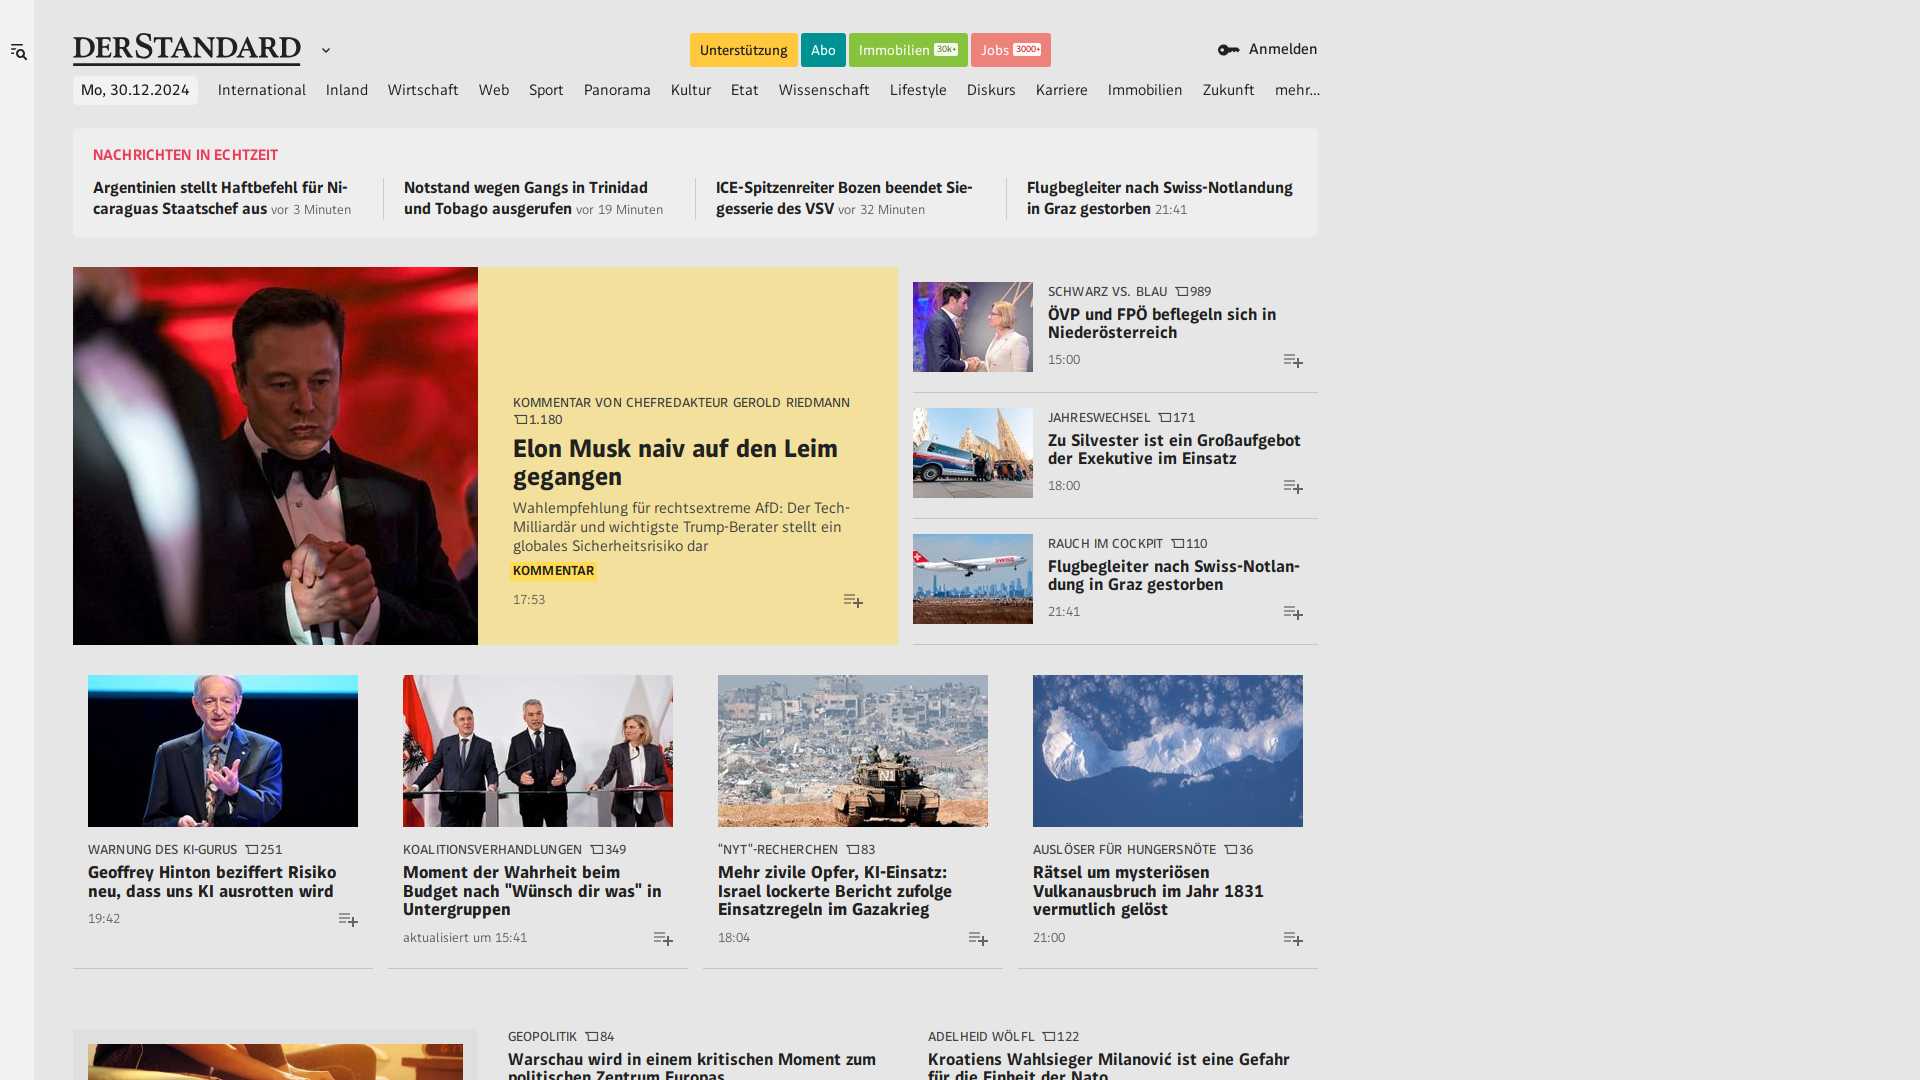 DERSTANDARD
Unterstützung
Abo
Immobilien 30k+
Jobs 3000+
Anmelden
Mo, 30.12.2024
International
Inland
Wirtschaft
Web
Sport
Panorama
Kultur
Etat
Wissenschaft
Lifestyle
Diskurs
Karriere
Immobilien
Zukunft
mehr...
NACHRICHTEN IN ECHTZEIT
Argentinien stellt Haftbefehl für Ni-
caraguas Staatschef aus vor 3 Minuten
Notstand wegen Gangs in Trinidad
und Tobago ausgerufen vor 19 Minuten
ICE-Spitzenreiter Bozen beendet Sie-
gesserie des VSV vor 32 Minuten
Flugbegleiter nach Swiss-Notlandung
in Graz gestorben 21:41
KOMMENTAR VON CHEFREDAKTEUR GEROLD RIEDMANN
1.180
Elon Musk naiv auf den Leim
gegangen
Wahlempfehlung für rechtsextreme AfD: Der Tech-
Milliardär und wichtigste Trump-Berater stellt ein
globales Sicherheitsrisiko dar
KOMMENTAR
17:53
SCHWARZ VS. BLAU 989
ÖVP und FPÖ beflegeln sich in
Niederösterreich
15:00
JAHRESWECHSEL 171
Zu Silvester ist ein Großaufgebot
der Exekutive im Einsatz
18:00
RAUCH IM COCKPIT 110
Flugbegleiter nach Swiss-Notlan-
dung in Graz gestorben
21:41
WARNUNG DES KI-GURUS 251
Geoffrey Hinton beziffert Risiko
neu, dass uns KI ausrotten wird
19:42
KOALITIONSVERHANDLUNGEN 349
Moment der Wahrheit beim
Budget nach "Wünsch dir was" in
Untergruppen
aktualisiert um 15:41
"NYT"-RECHERCHEN 83
Mehr zivile Opfer, KI-Einsatz:
Israel lockerte Bericht zufolge
Einsatzregeln im Gazakrieg
18:04
AUSLÖSER FÜR HUNGERSNÖTE 36
Rätsel um mysteriösen
Vulkanausbruch im Jahr 1831
vermutlich gelöst
21:00
GEOPOLITIK 84
Warschau wird in einem kritischen Moment zum
politischen Zentrum Europas
ADELHEID WÖLFL 122
Kroatiens Wahlsieger Milanović ist eine Gefahr
für die Einheit der Nato